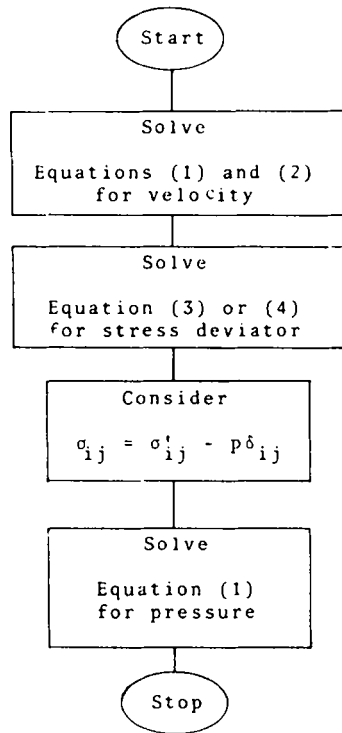 Start
Solve
Equations (1) and (2)
for velocity
Solve
Equation (3) or (4)
for stress deviator
Consider
σij = σ'ij - pδij
Solve
Equation (1)
for pressure
Stop